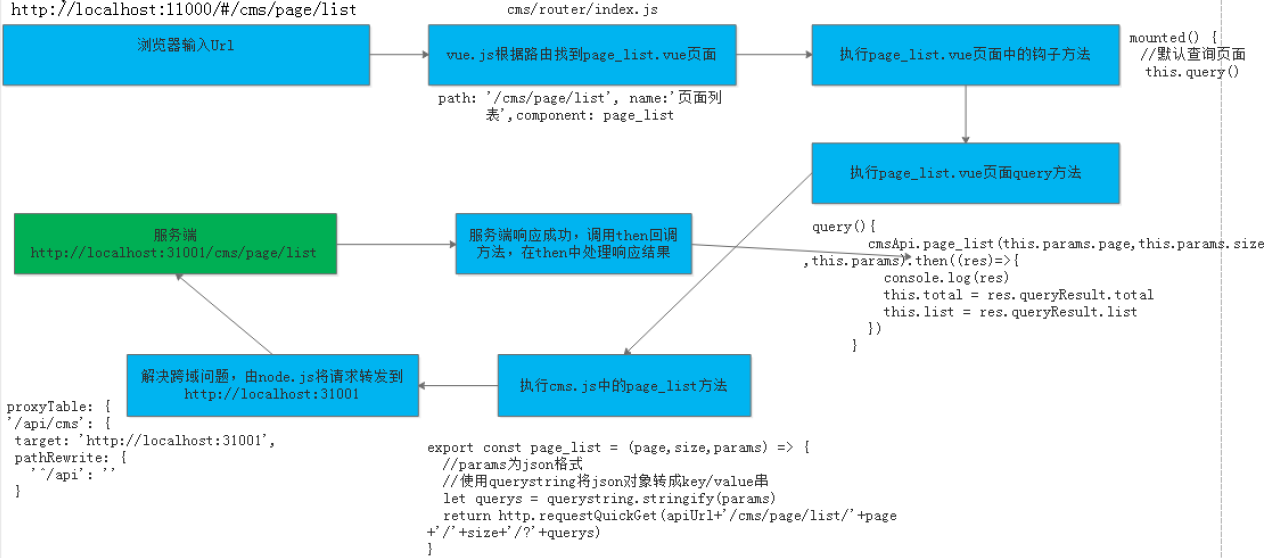 http://localhost:11000/#/cms/page/list
cms/router/index.js
浏览器输入Url
vue.js根据路由找到page_list.vue页面
执行page_list.vue页面中的钩子方法
mounted() {
//默认查询页面
this.query()
path: '/cms/page/list', name:'页面列
表',component: page_list
执行page_list.vue页面query方法
服务端
http://localhost:31001/cms/page/list
服务端响应成功，调用then回调
方法，在then中处理响应结果
query(){
cmsApi.page_list(this.params.page,this.params.size
,this.params).then((res)=>{
console.log(res)
this.total = res.queryResult.total
this.list = res.queryResult.list
})
}
解决跨域问题，由node.js将请求转发到
http://localhost:31001
执行cms.js中的page_list方法
proxyTable: {
'/api/cms': {
target: 'http://localhost:31001',
pathRewrite: {
'^/api': ''
}
export const page_list = (page,size,params) => {
//params为json格式
//使用querystring将json对象转成key/value串
let querys = querystring.stringify(params)
return http.requestQuickGet(apiUrl+'/cms/page/list/'+page
+'/'+size+'/?'+querys)
}